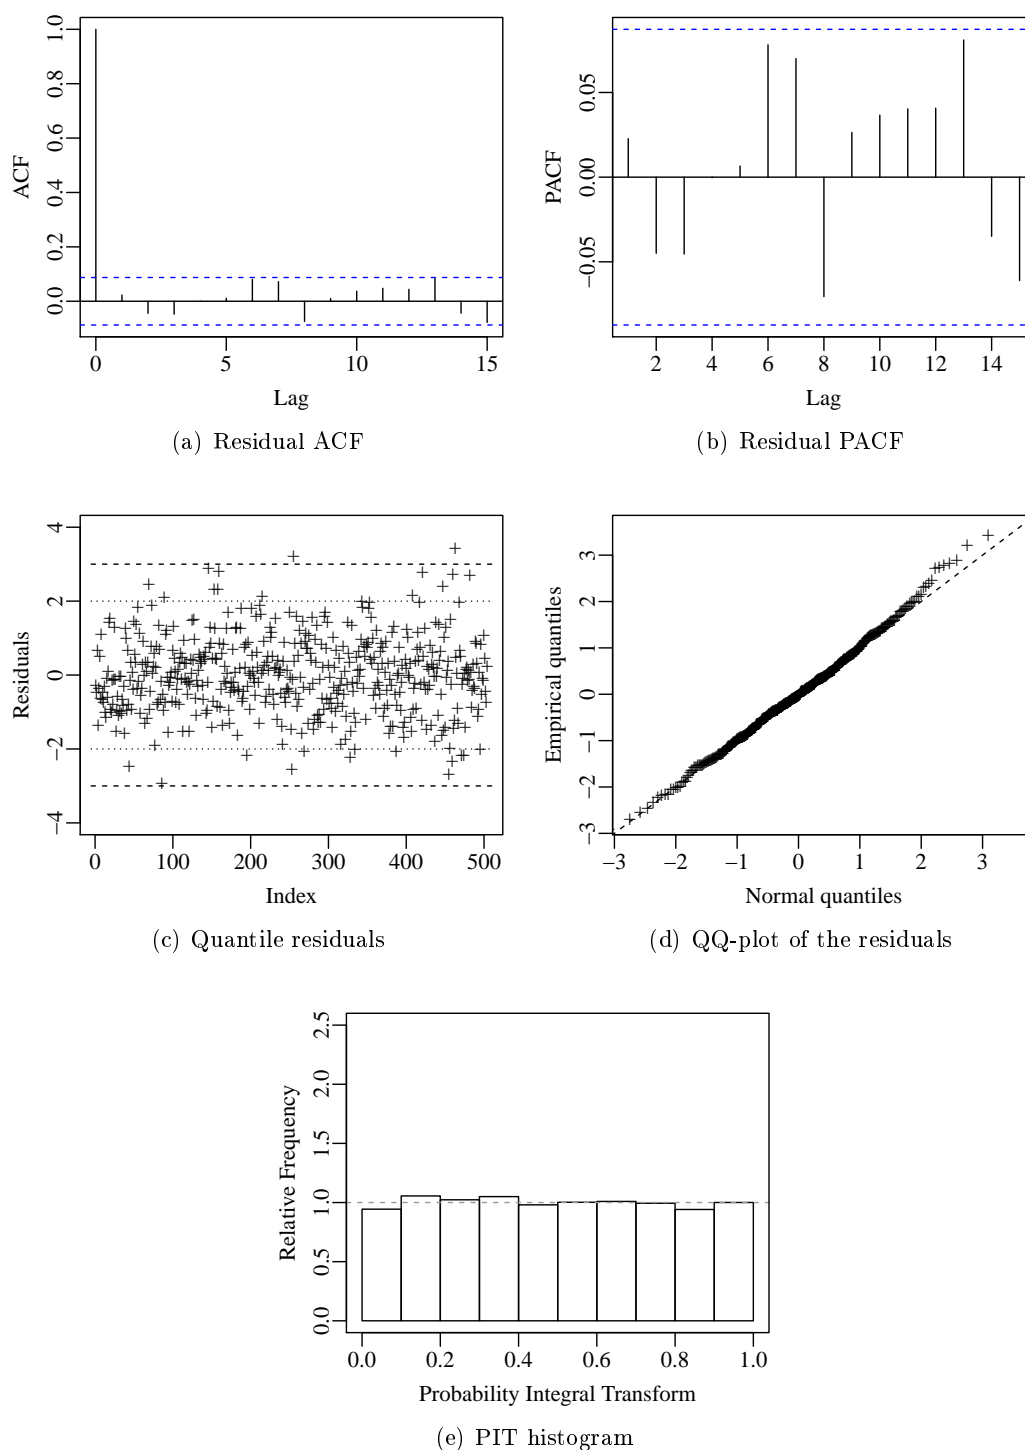 ACF
0.0 0.2 0.4 0.6 0.8 1.0
0 5 10 15
Lag
(a) Residual ACF
PACF
−0.05 0.00 0.05
2 4 6 8 10 12 14
Lag
(b) Residual PACF
Residuals
−4 −2 0 2 4
0 100 200 300 400 500
Index
(c) Quantile residuals
Empirical quantiles
−3 −2 −1 0 1 2 3
−3 −2 −1 0 1 2 3
Normal quantiles
(d) QQ-plot of the residuals
Relative Frequency
0.0 0.5 1.0 1.5 2.0 2.5
0.0 0.2 0.4 0.6 0.8 1.0
Probability Integral Transform
(e) PIT histogram